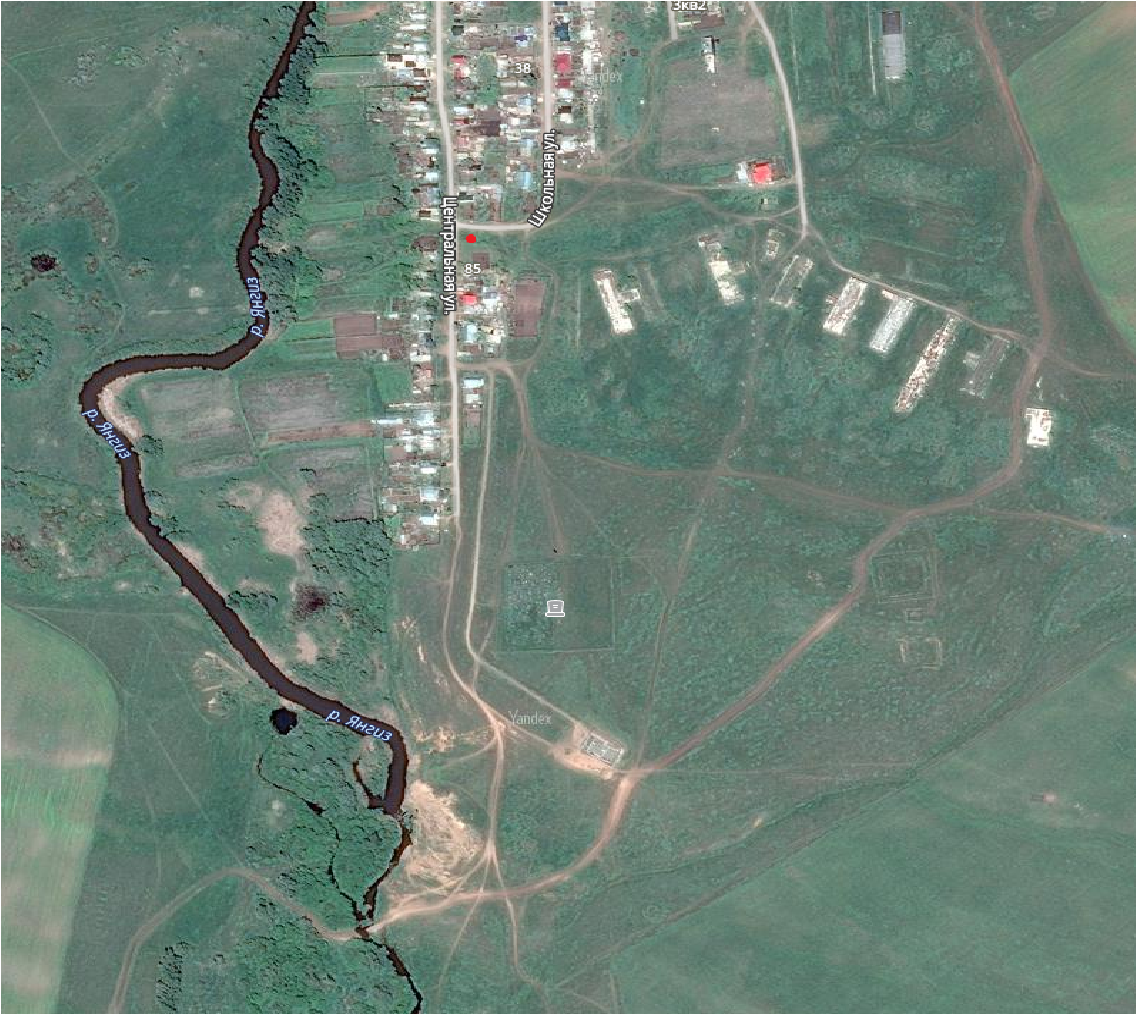 3кв2
38
Yandex
Школьная ул.
Центральная ул.
85
р. Янгиз
р. Янгиз
р. Янгиз
Yandex